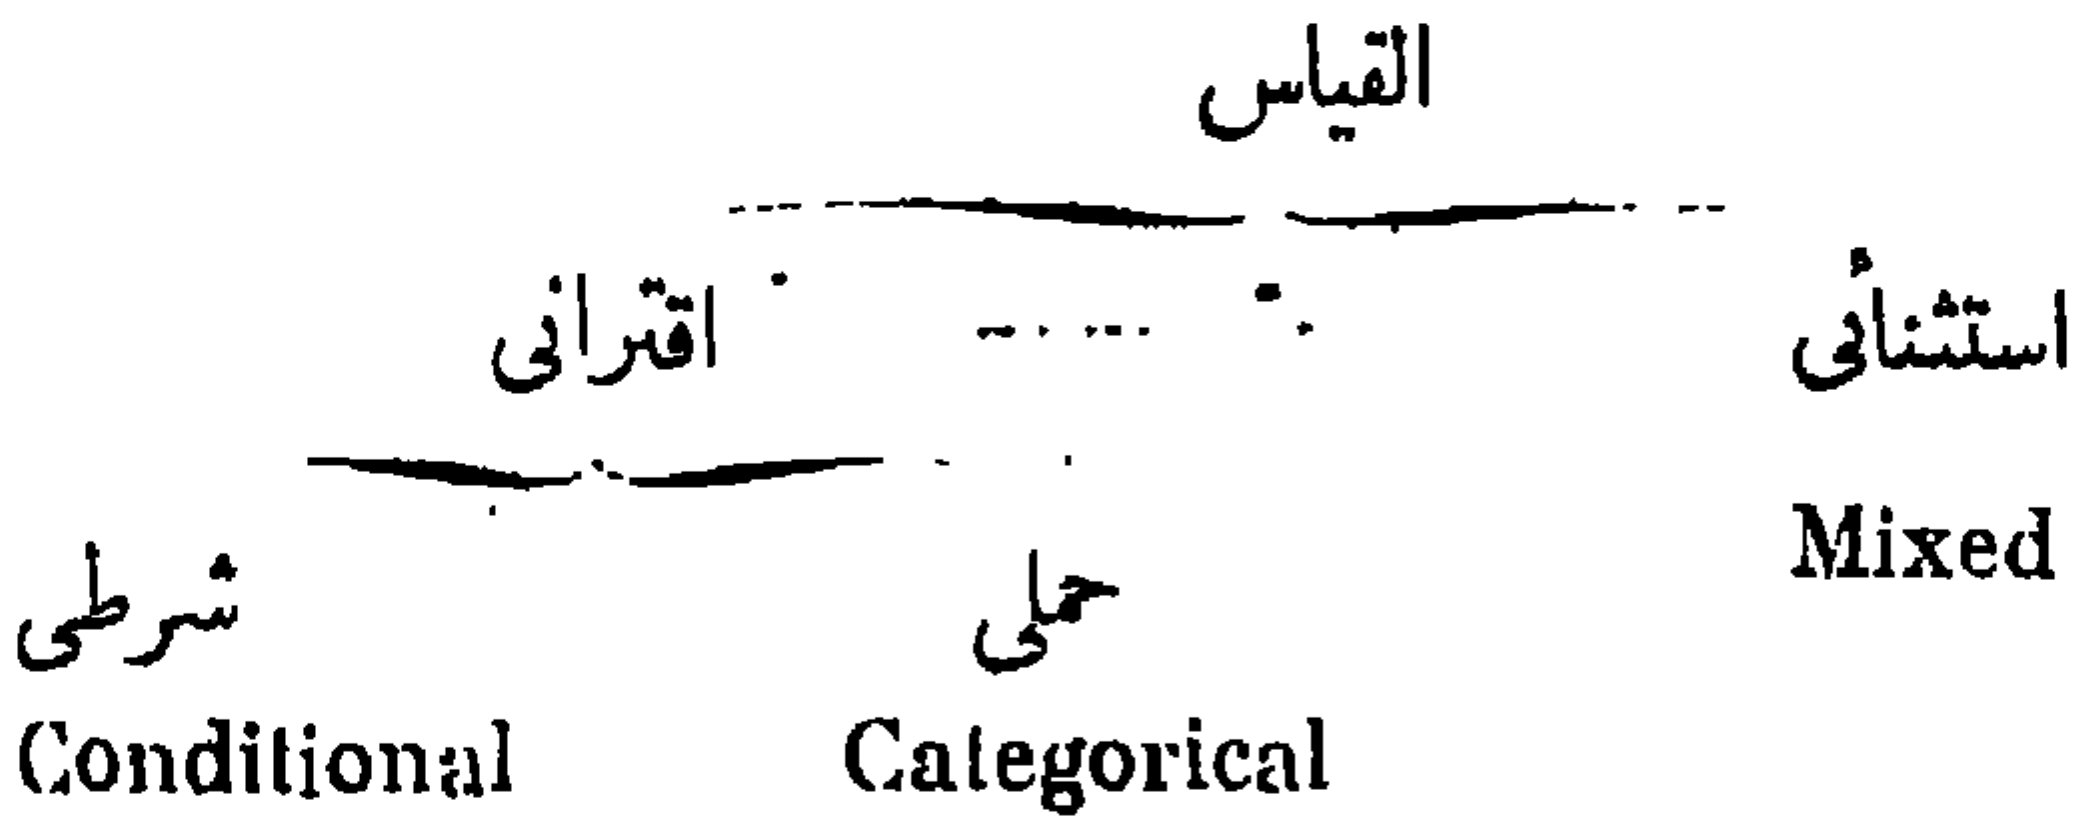 القياس
استثنائى
اقترانى
Mixed
حملى
شرطى
Categorical
Conditional